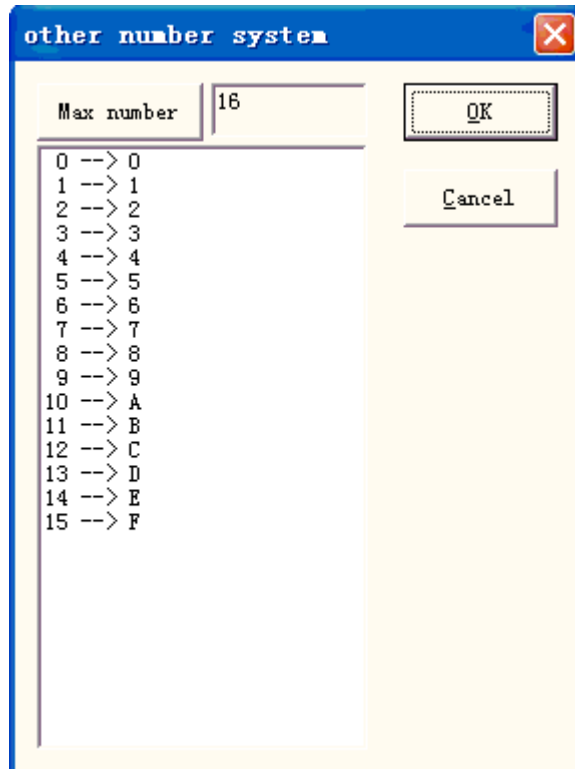 other number system
Max number
16
OK
Cancel
0 --> 0
1 --> 1
2 --> 2
3 --> 3
4 --> 4
5 --> 5
6 --> 6
7 --> 7
8 --> 8
9 --> 9
10 --> A
11 --> B
12 --> C
13 --> D
14 --> E
15 --> F